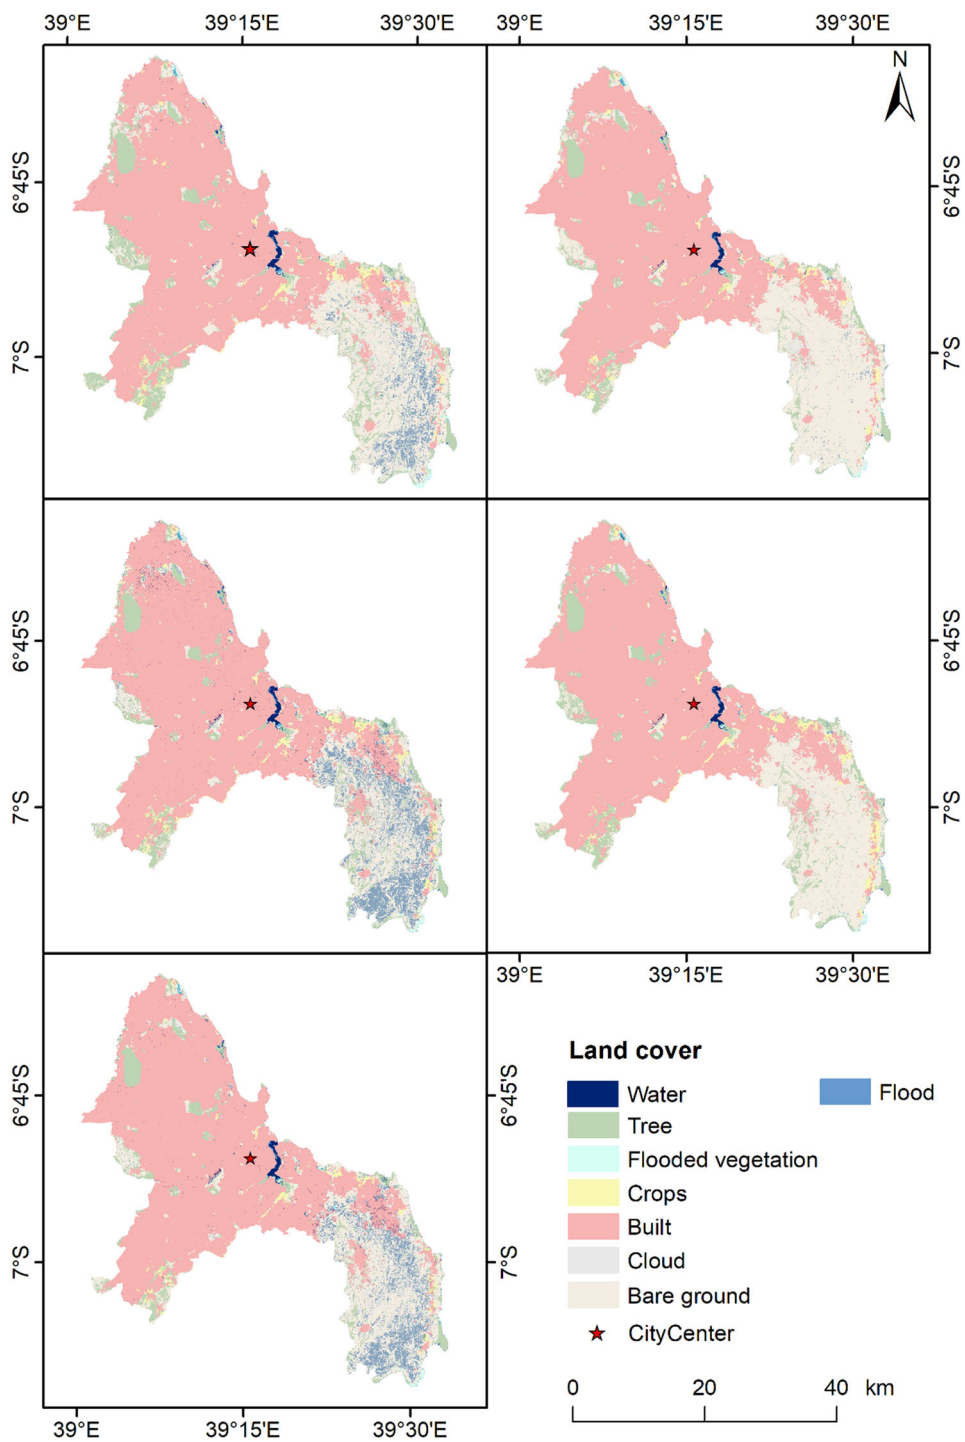 39°E 39°15'E 39°30'E 39°E 39°15'E 39°30'E
N
6°45'S 6°45'S
7°S 7°S
6°45'S 6°45'S
7°S 7°S
39°E 39°15'E 39°30'E
Land cover
Water Flood
Tree
6°45'S 6°45'S
Flooded vegetation
Crops
Built
7°S 7°S
Cloud
Bare ground
CityCenter
0 20 40 km
39°E 39°15'E 39°30'E